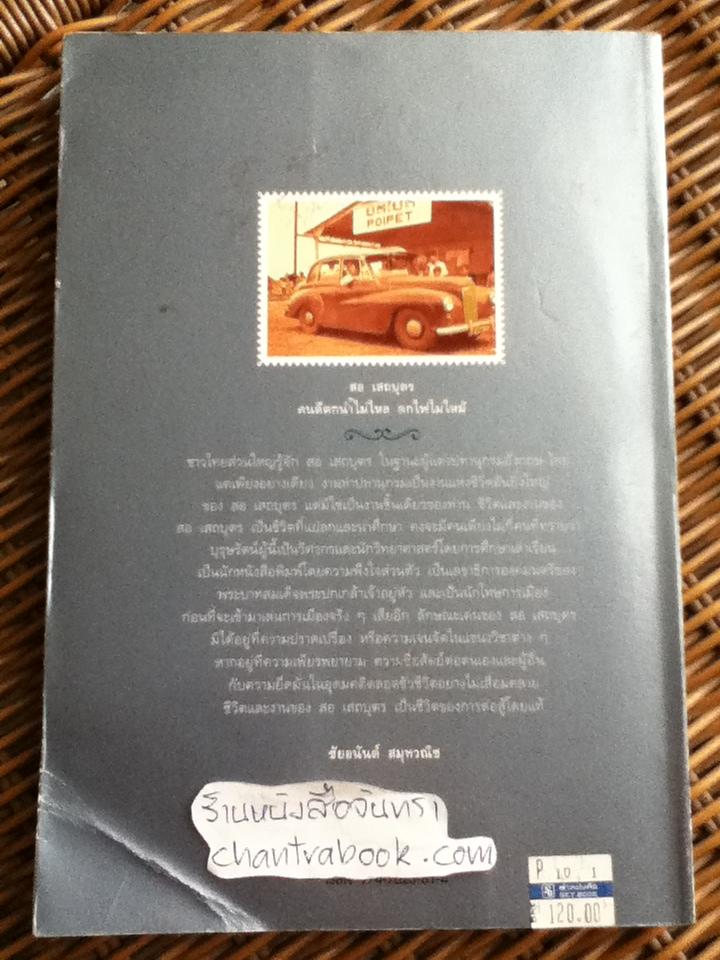 ปอยเปต
POIPET
สอ เสถบุตร
คนดีตกน้ำไม่ไหล ตกไฟไม่ไหม้
ชาวไทยส่วนใหญ่รู้จัก สอ เสถบุตร ในฐานะผู้แต่งปทานุกรมอังกฤษ-ไทย
แต่เพียงอย่างเดียว งานทำปทานุกรมเป็นงานแห่งชีวิตอันยิ่งใหญ่
ของ สอ เสถบุตร แต่มิใช่เป็นงานชิ้นเดียวของท่าน ชีวิตและงานของ
สอ เสถบุตร เป็นชีวิตที่แปลกและน่าศึกษา คงจะมีคนเพียงไม่กี่คนที่ทราบว่า
บุรุษรัตน์ผู้นี้เป็นวิศวกรและนักวิทยาศาสตร์โดยการศึกษาเล่าเรียน
เป็นนักหนังสือพิมพ์โดยความพึงใจส่วนตัว เป็นเลขาธิการองคมนตรีของ
พระบาทสมเด็จพระปกเกล้าเจ้าอยู่หัว และเป็นนักโทษการเมือง
ก่อนที่จะเข้ามาเล่นการเมืองจริง ๆ เสียอีก ลักษณะเด่นของ สอ เสถบุตร
มิได้อยู่ที่ความปราดเปรื่อง หรือความเจนจัดในแขนงวิชาต่าง ๆ
หากอยู่ที่ความเพียรพยายาม ความซื่อสัตย์ต่อตนเองและผู้อื่น
กับความยึดมั่นในอุดมคติตลอดชั่วชีวิตอย่างไม่เสื่อมคลาย
ชีวิตและงานของ สอ เสถบุตร เป็นชีวิตของการต่อสู้โดยแท้
ชัยอนันต์ สมุทวณิช
ร้านหนังสือจันทรา
chantrabook.com
P 10 1
120.00